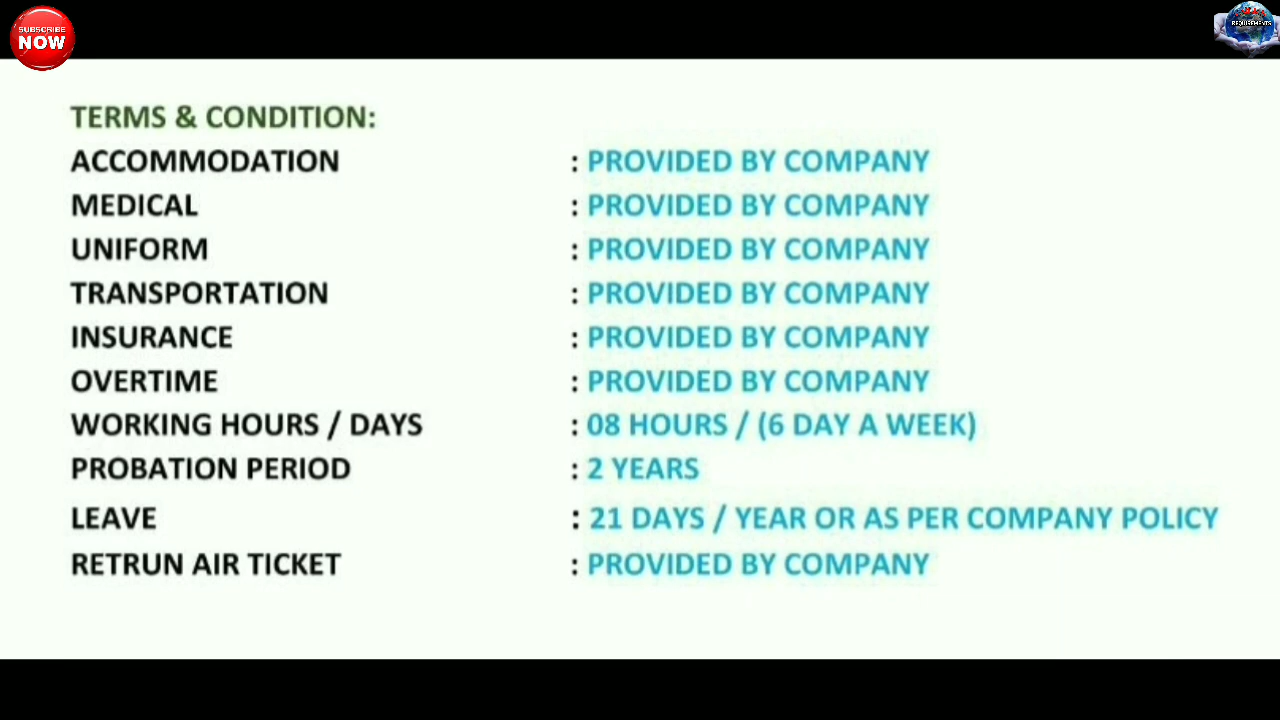 SUBSCRIBE
NOW
REQUIREMENTS
TERMS & CONDITION:
ACCOMMODATION : PROVIDED BY COMPANY
MEDICAL : PROVIDED BY COMPANY
UNIFORM : PROVIDED BY COMPANY
TRANSPORTATION : PROVIDED BY COMPANY
INSURANCE : PROVIDED BY COMPANY
OVERTIME : PROVIDED BY COMPANY
WORKING HOURS / DAYS : 08 HOURS / (6 DAY A WEEK)
PROBATION PERIOD : 2 YEARS
LEAVE : 21 DAYS / YEAR OR AS PER COMPANY POLICY
RETRUN AIR TICKET : PROVIDED BY COMPANY